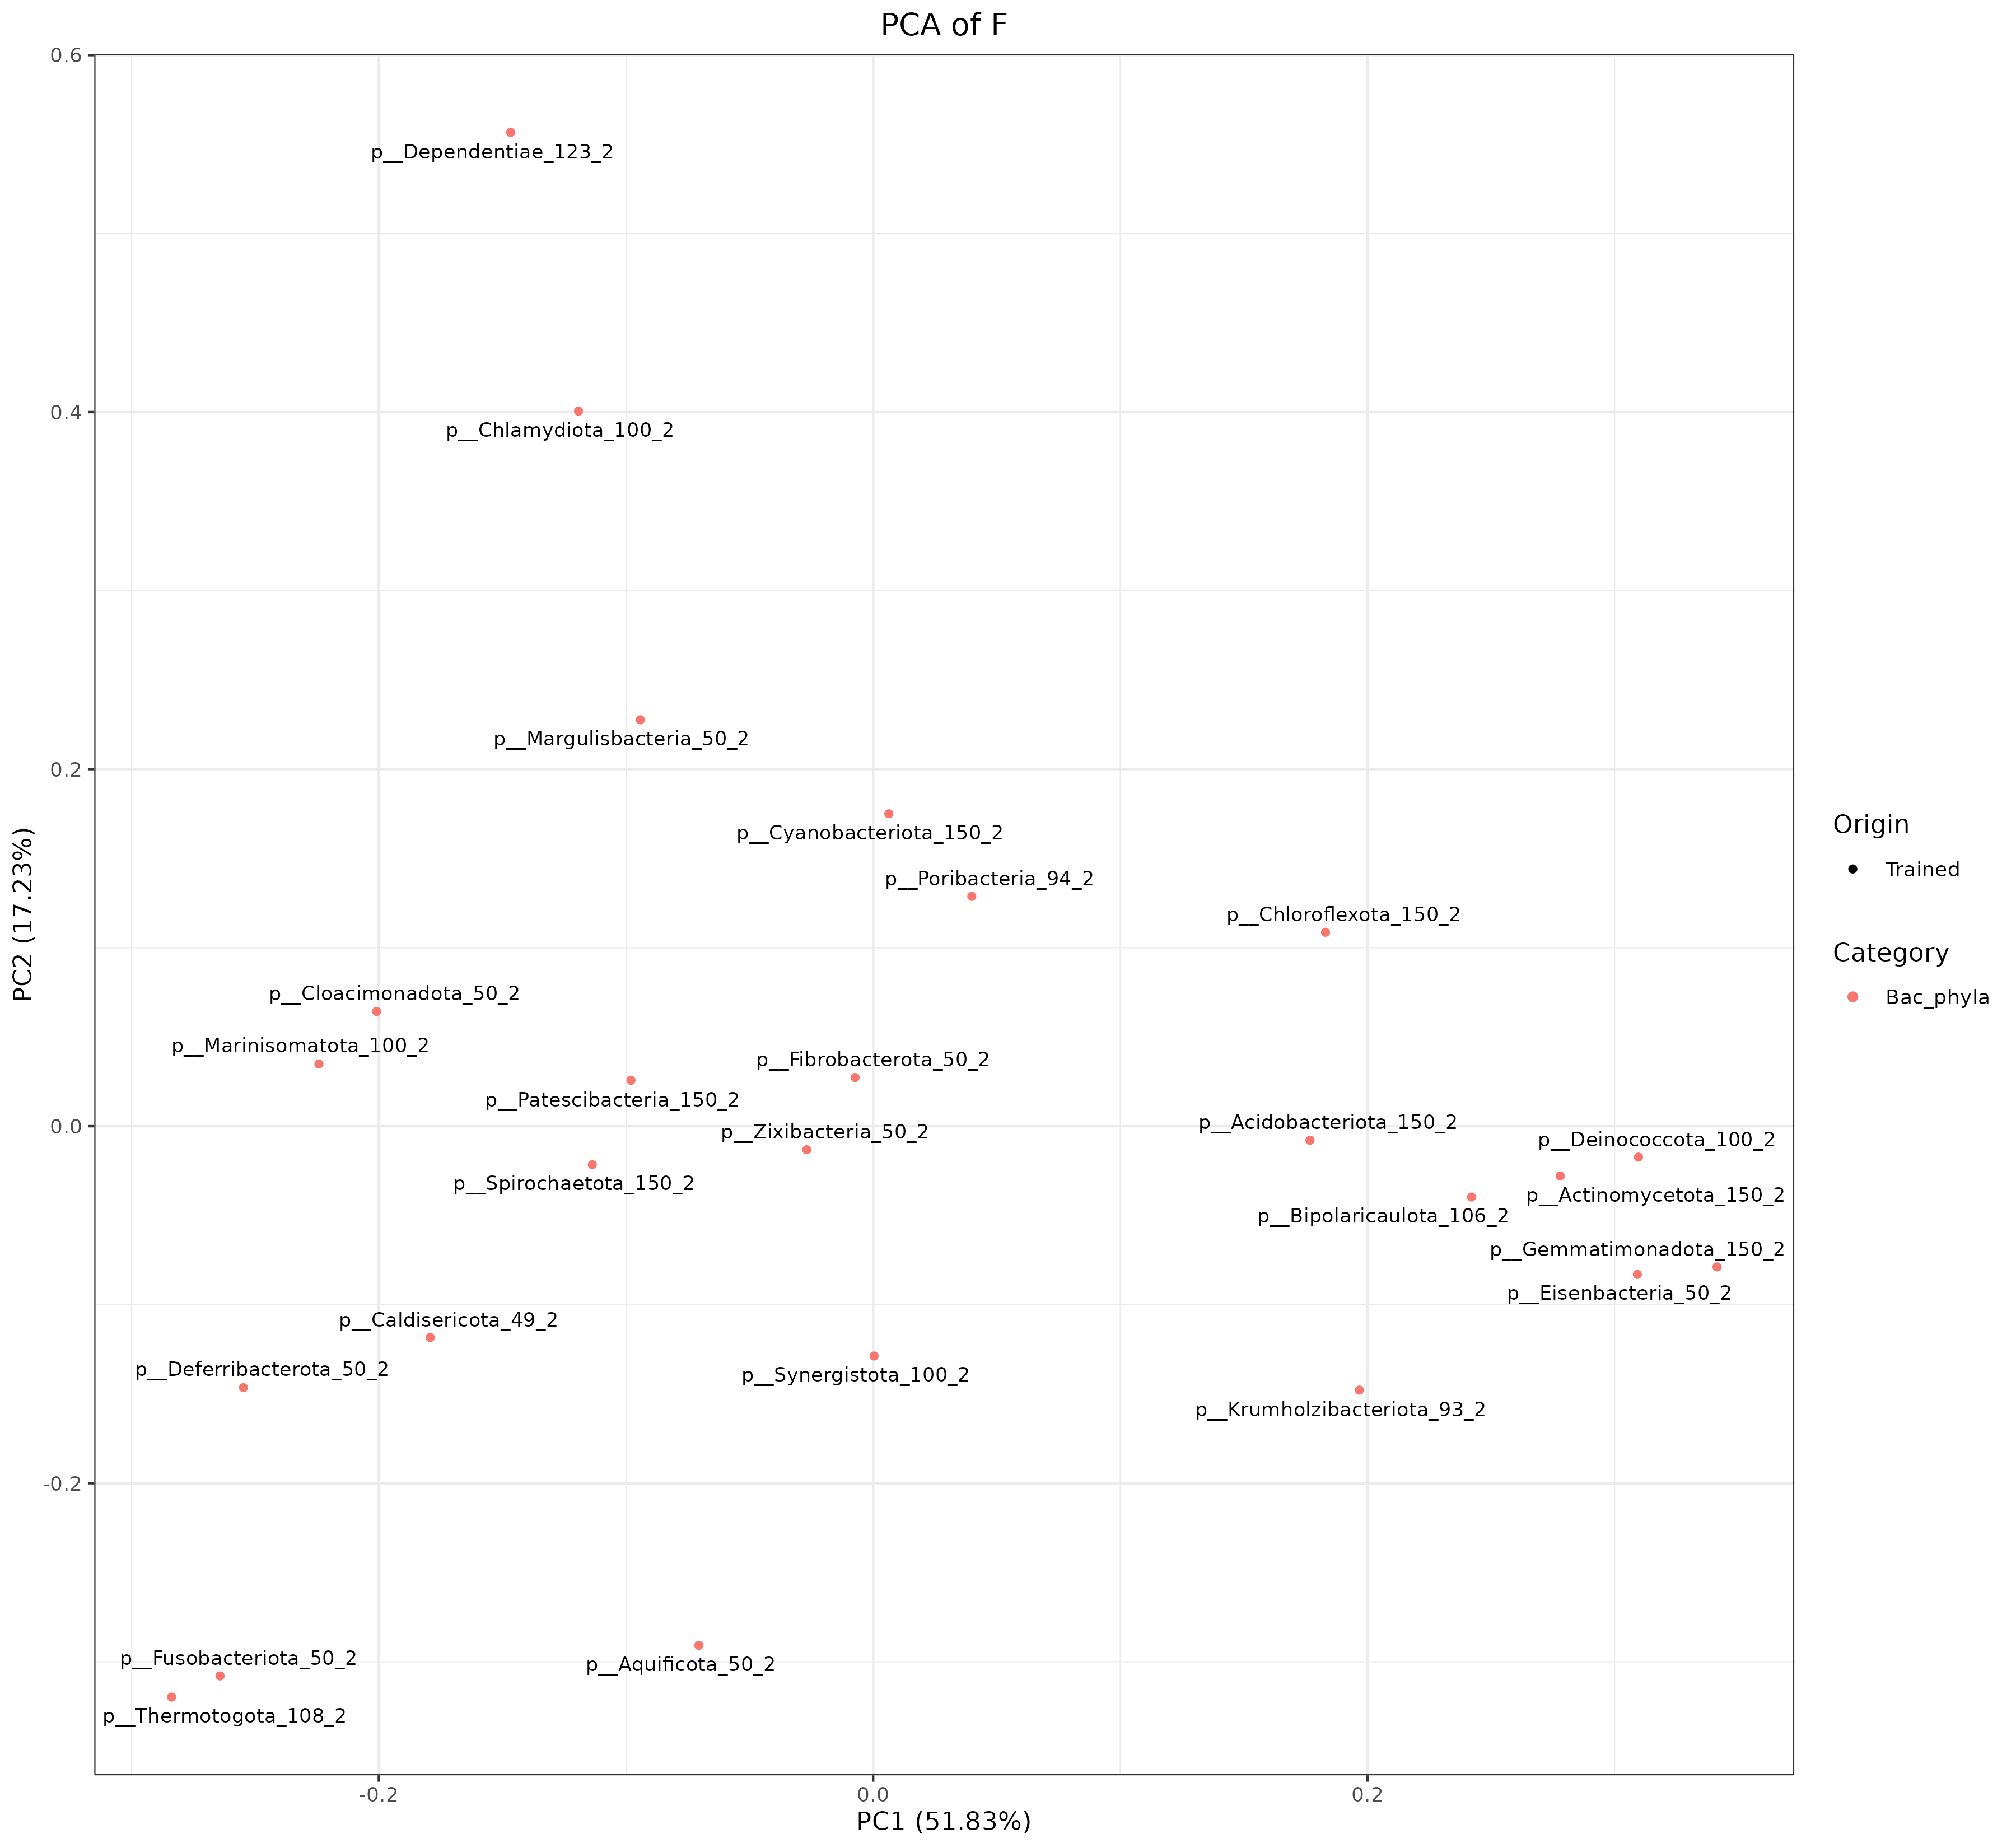 PCA of F
0.6
p__Dependentiae_123_2
0.4
p__Chlamydiota_100_2
p__Margulisbacteria_50_2
0.2
p__Cyanobacteriota_150_2
p__Poribacteria_94_2
p__Chloroflexota_150_2
p__Cloacimonadota_50_2
p__Marinisomatota_100_2
p__Fibrobacterota_50_2
p__Patescibacteria_150_2
0.0
p__Zixibacteria_50_2
p__Acidobacteriota_150_2
p__Deinococcota_100_2
p__Spirochaetota_150_2
p__Actinomycetota_150_2
p__Bipolaricaulota_106_2
p__Gemmatimonadota_150_2
p__Eisenbacteria_50_2
p__Caldisericota_49_2
p__Deferribacterota_50_2
p__Synergistota_100_2
p__Krumholzibacteriota_93_2
-0.2
p__Fusobacteriota_50_2
p__Aquificota_50_2
p__Thermotogota_108_2
-0.2
0.0
0.2
PC1 (51.83%)
PC2 (17.23%)
Origin
Trained
Category
Bac_phyla